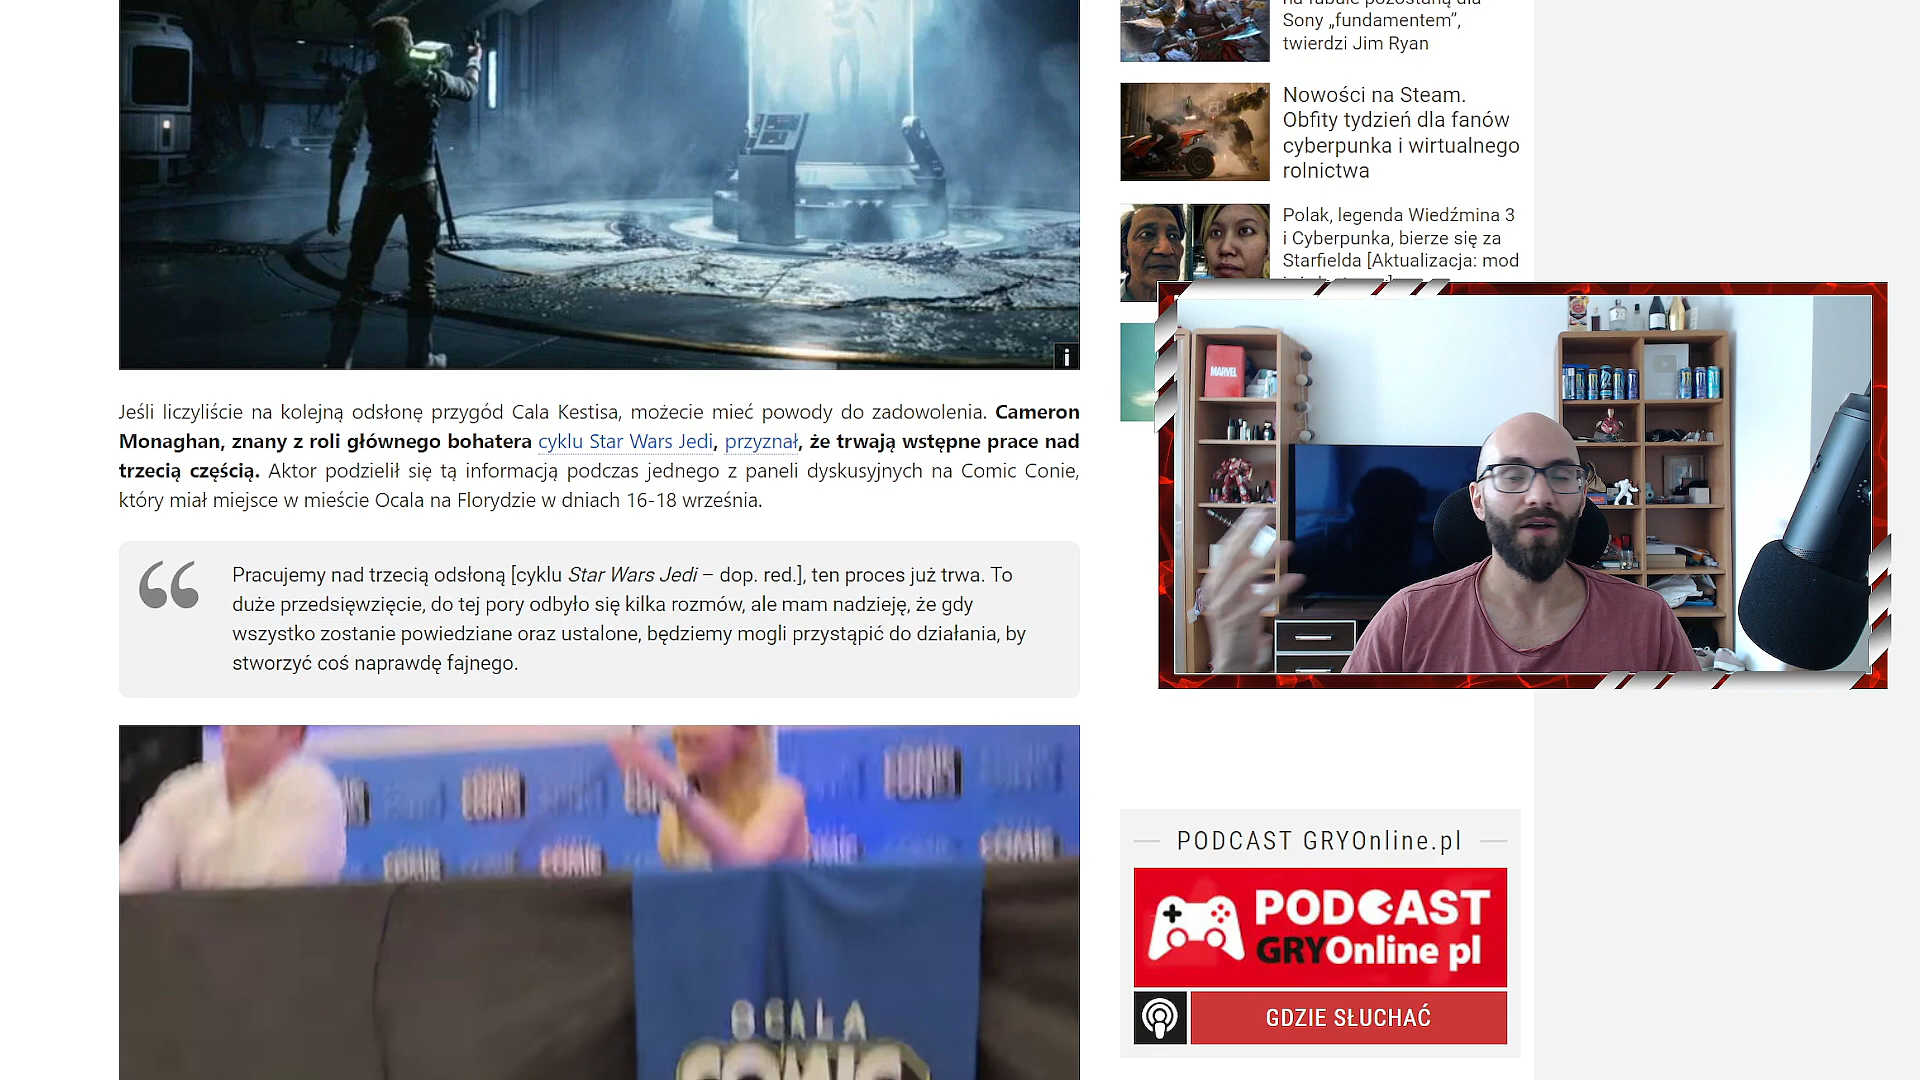 Jeśli liczyliście na kolejną odsłonę przygód Cala Kestisa, możecie mieć powody do zadowolenia. Cameron
Monaghan, znany z roli głównego bohatera cyklu Star Wars Jedi, przyznał, że trwają wstępne prace nad
trzecią częścią. Aktor podzielił się tą informacją podczas jednego z paneli dyskusyjnych na Comic Conie,
który miał miejsce w mieście Ocala na Florydzie w dniach 16-18 września.
Pracujemy nad trzecią odsłoną [cyklu Star Wars Jedi – dop. red.], ten proces już trwa. To
duże przedsięwzięcie, do tej pory odbyło się kilka rozmów, ale mam nadzieję, że gdy
wszystko zostanie powiedziane oraz ustalone, będziemy mogli przystąpić do działania, by
stworzyć coś naprawdę fajnego.
COMIC
COMIC
OCALA
COMIC
Sony „fundamentem”,
twierdzi Jim Ryan
Nowości na Steam.
Obfity tydzień dla fanów
cyberpunka i wirtualnego
rolnictwa
Polak, legenda Wiedźmina 3
i Cyberpunka, bierze się za
Starfielda [Aktualizacja: mod
MARVEL
PODCAST GRYOnline.pl
PODCAST
GRYOnline pl
GDZIE SŁUCHAĆ